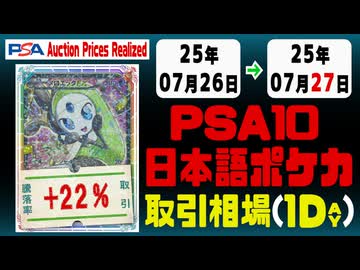 PSA Auction Prices Realized
25年
07月26日
25年
07月27日
PSA10
日本語ポケカ
取引相場(1D)
騰落率
+22%
取引